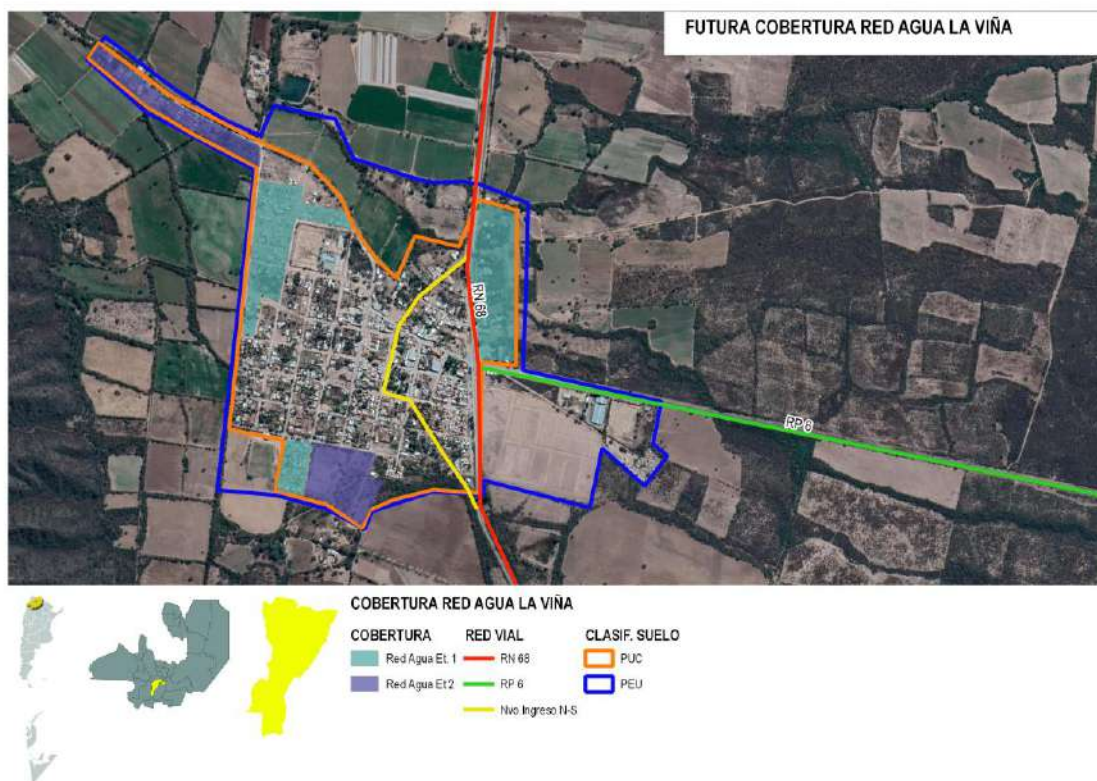 FUTURA COBERTURA RED AGUA LA VIÑA
RN 68
RP 6
COBERTURA RED AGUA LA VIÑA
COBERTURA
Red Agua Et. 1
Red Agua Et 2
RED VIAL
RN 68
RP 6
Nvo Ingreso N-S
CLASIF. SUELO
PUC
PEU